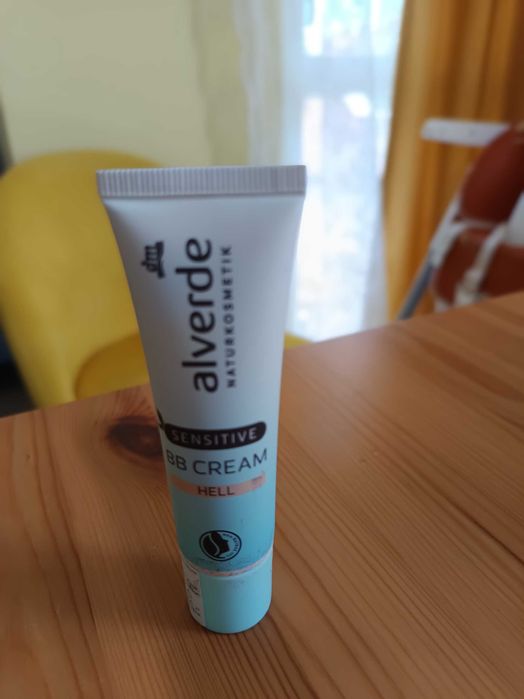 dm
alverde
NATURKOSMETIK
SENSITIVE
BB CREAM
HELL